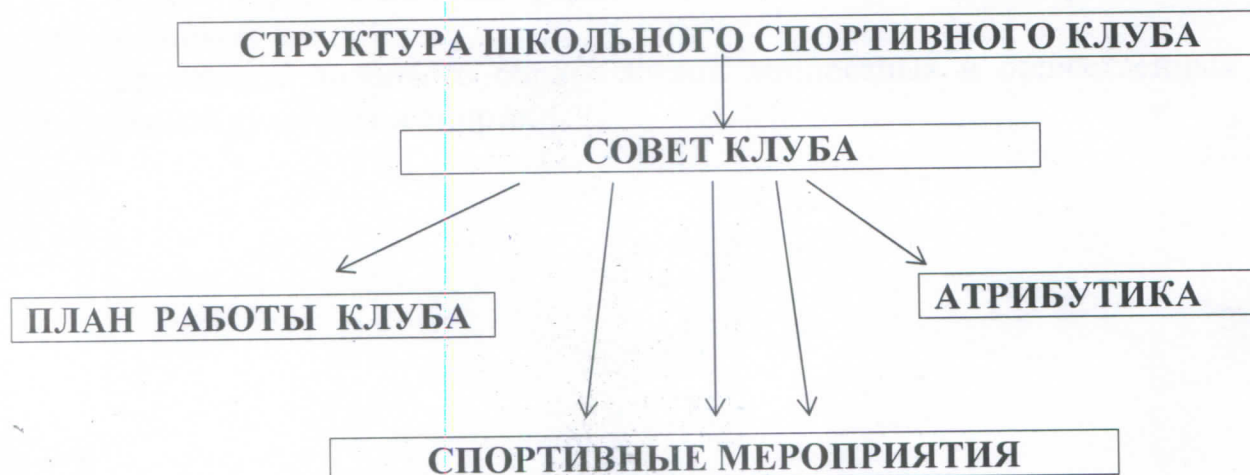 СТРУКТУРА ШКОЛЬНОГО СПОРТИВНОГО КЛУБА
СОВЕТ КЛУБА
ПЛАН РАБОТЫ КЛУБА
АТРИБУТИКА
СПОРТИВНЫЕ МЕРОПРИЯТИЯ